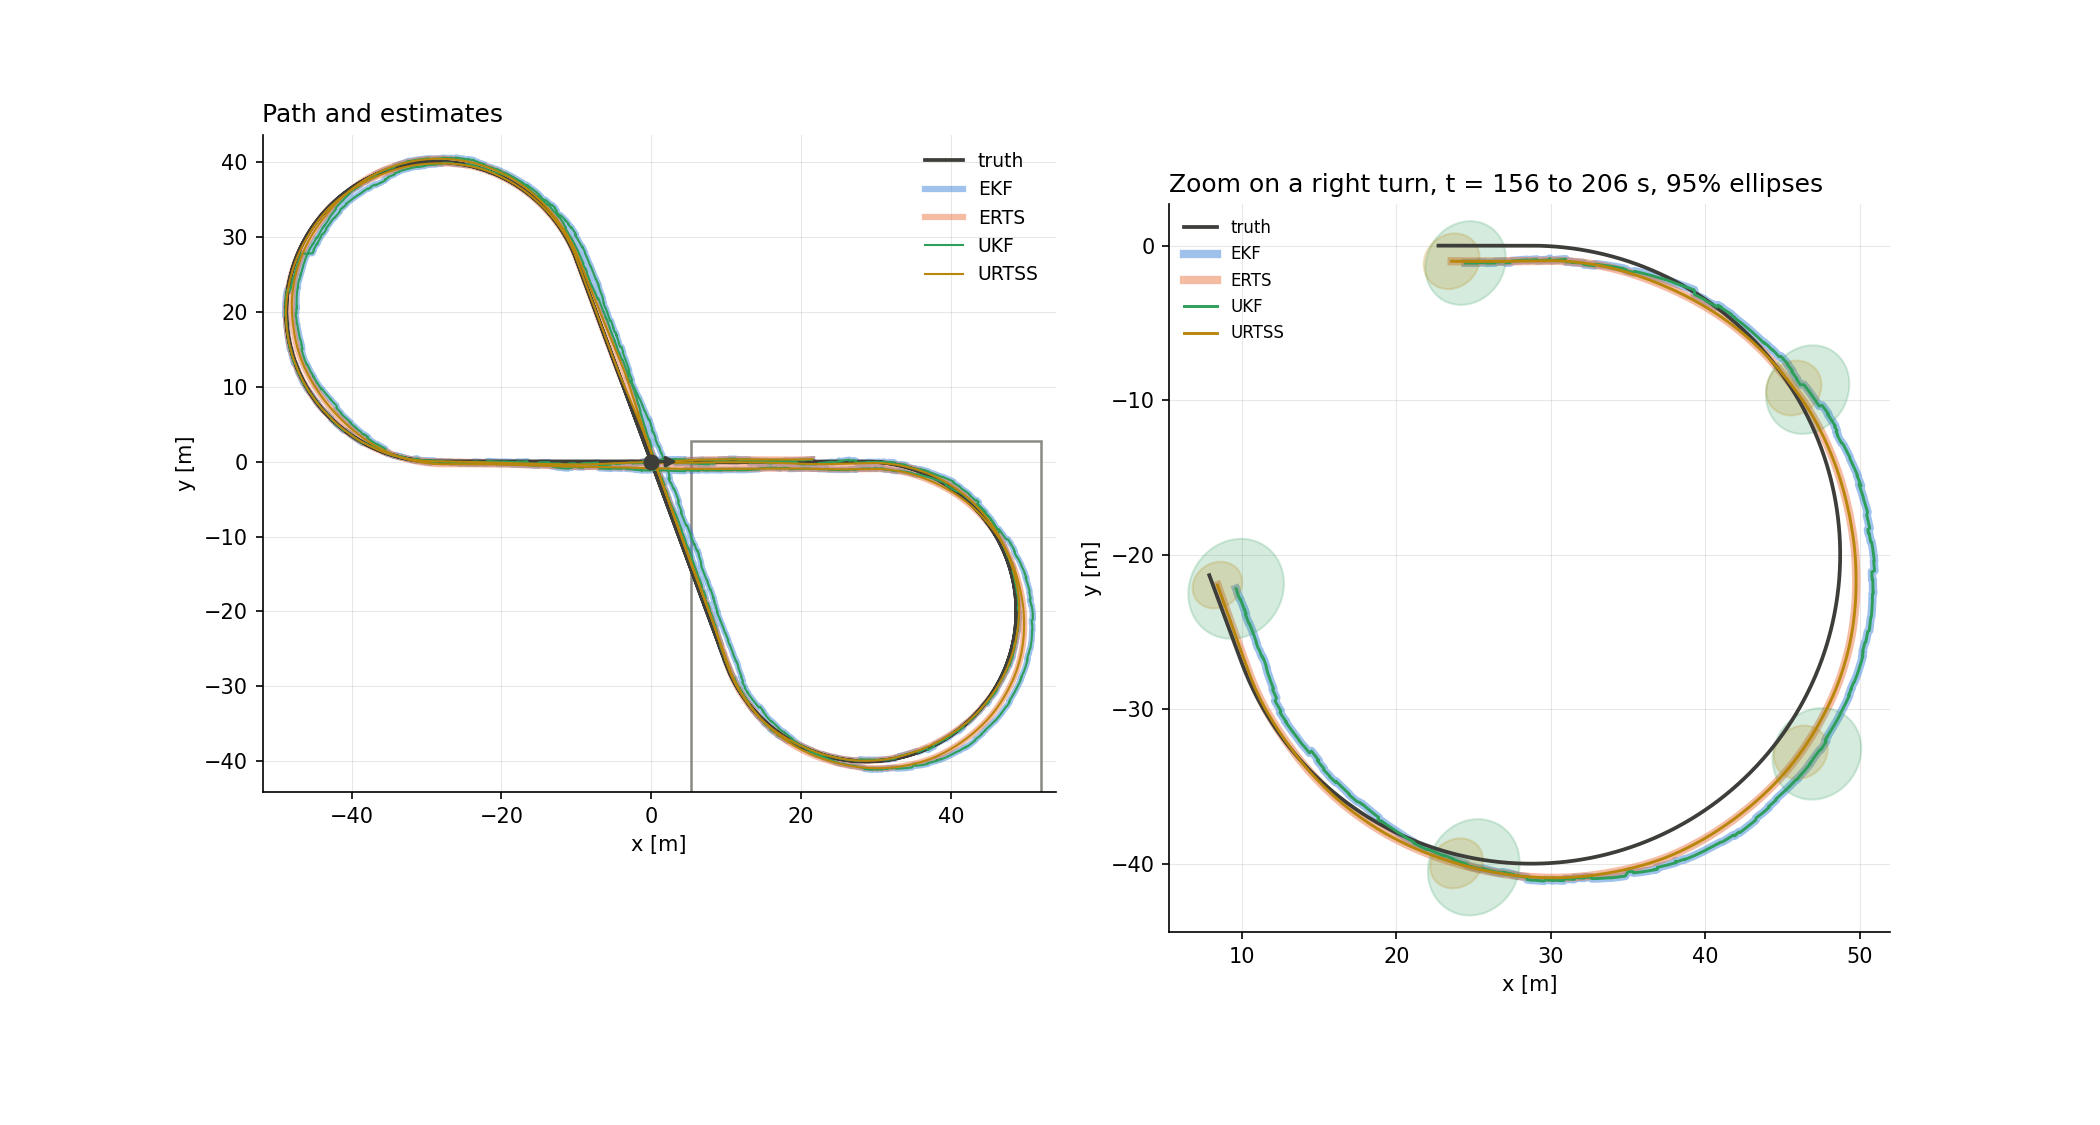 Path and estimates
40
30
20
10
0
−10
−20
−30
−40
y [m]
−40
−20
0
20
40
x [m]
truth
EKF
ERTS
UKF
URTSS
Zoom on a right turn, t = 156 to 206 s, 95% ellipses
truth
EKF
ERTS
UKF
URTSS
0
−10
−20
−30
−40
y [m]
10
20
30
40
50
x [m]